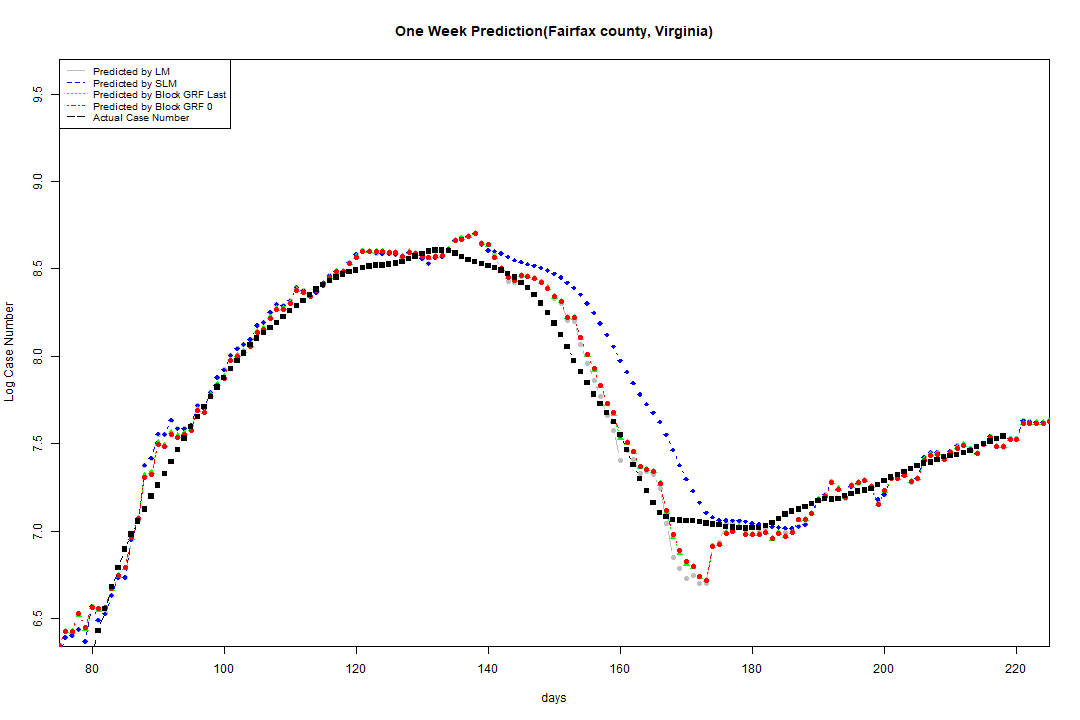 One Week Prediction(Fairfax county, Virginia)
Predicted by LM
Predicted by SLM
Predicted by Block GRF Last
Predicted by Block GRF 0
Actual Case Number
Log Case Number
9.5
9.0
8.5
8.0
7.5
7.0
6.5
80 100 120 140 160 180 200 220
days